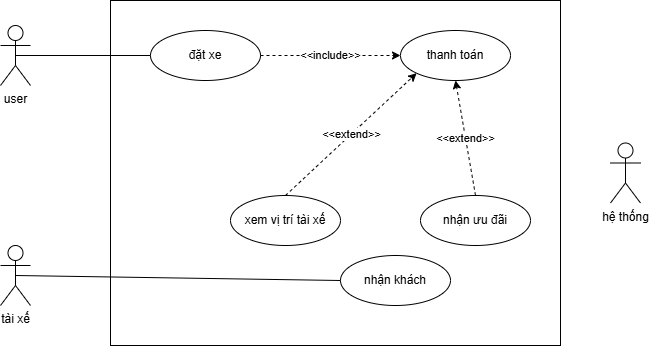 đặt xe
<<include>>
thanh toán
user
<<extend>>
<<extend>>
xem vị trí tài xế
nhận ưu đãi
hệ thống
nhận khách
tài xế